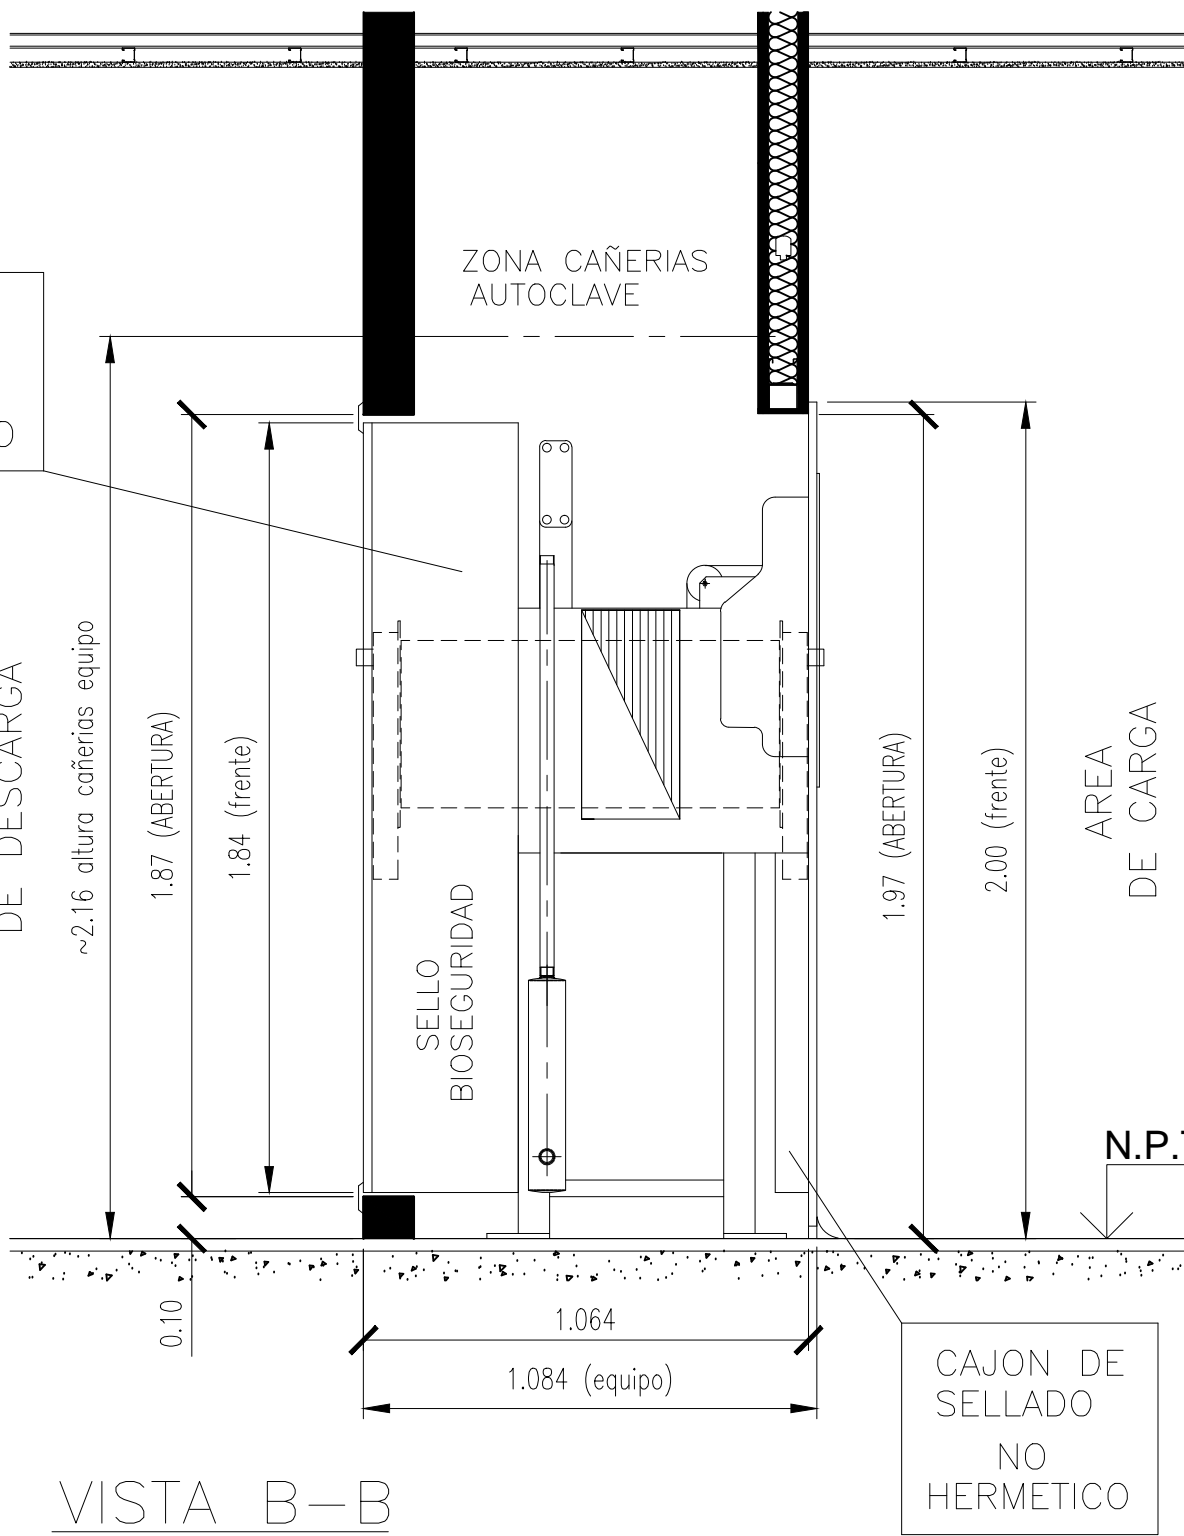 ZONA CAÑERIAS
AUTOCLAVE
O
DE DESCARGA
~2.16 altura cañerias equipo
1.87 (ABERTURA)
1.84 (frente)
SELLO
BIOSEGURIDAD
1.97 (ABERTURA)
2.00 (frente)
AREA
DE CARGA
N.P.T
0.10
1.064
1.084 (equipo)
CAJON DE
SELLADO
NO
HERMETICO
VISTA B-B